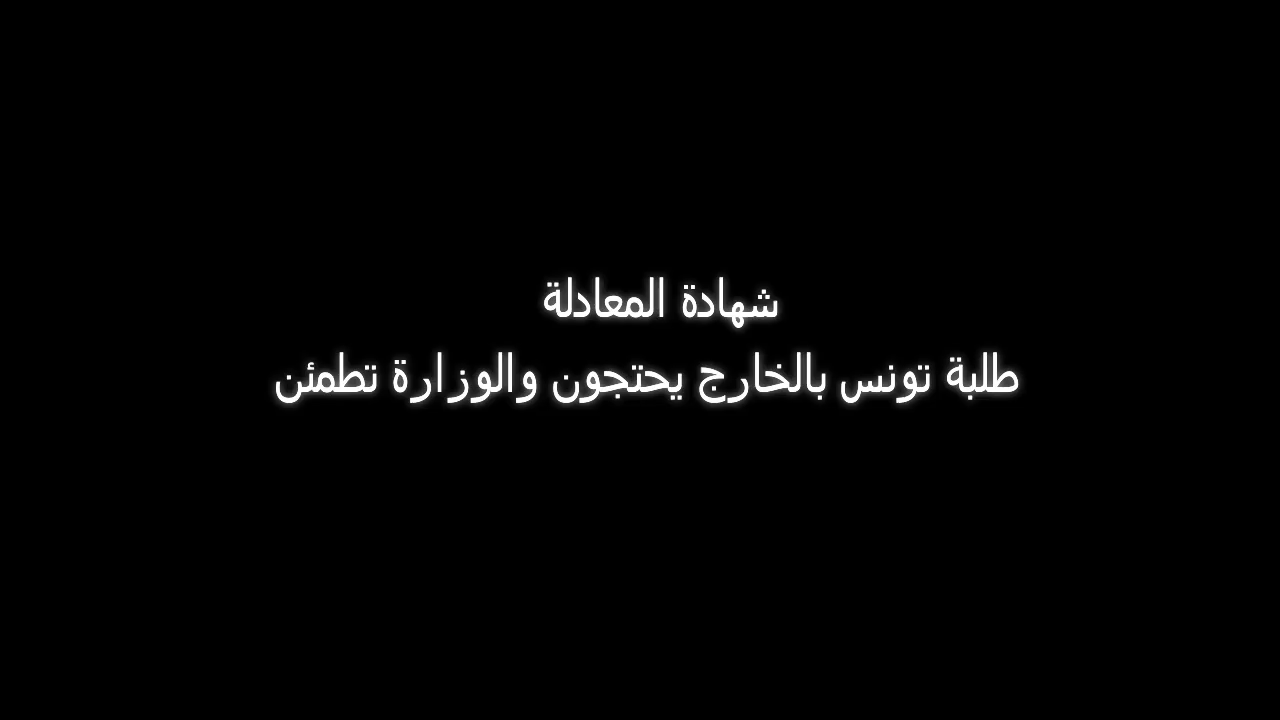 شهادة المعادلة
طلبة تونس بالخارج يحتجون والوزارة تطمئن